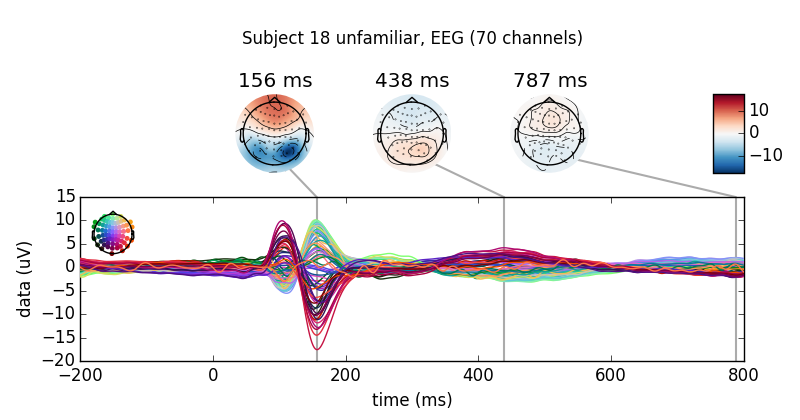 Subject 18 unfamiliar, EEG (70 channels)
156 ms 438 ms 787 ms
10
0
−10
15
10
5
0
−5
−10
−15
−20
data (uV)
−200 0 200 400 600 800
time (ms)